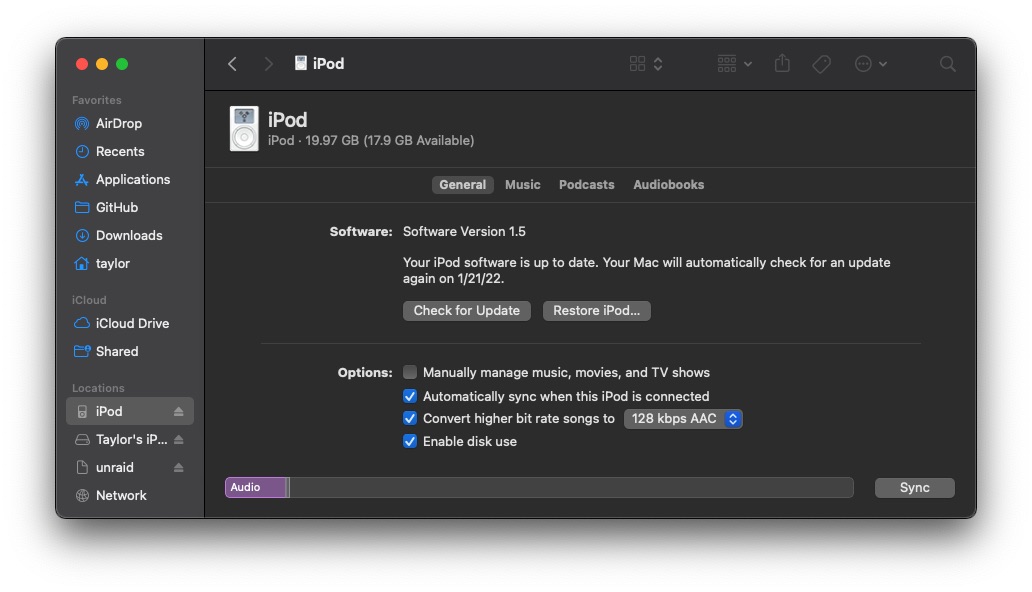 iPod
Favorites
AirDrop
Recents
Applications
GitHub
Downloads
taylor
iCloud
iCloud Drive
Shared
Locations
iPod
Taylor's iP...
unraid
Network
iPod
iPod · 19.97 GB (17.9 GB Available)
General Music Podcasts Audiobooks
Software: Software Version 1.5
Your iPod software is up to date. Your Mac will automatically check for an update
again on 1/21/22.
Check for Update Restore iPod...
Options: Manually manage music, movies, and TV shows
Automatically sync when this iPod is connected
Convert higher bit rate songs to 128 kbps AAC
Enable disk use
Audio Sync